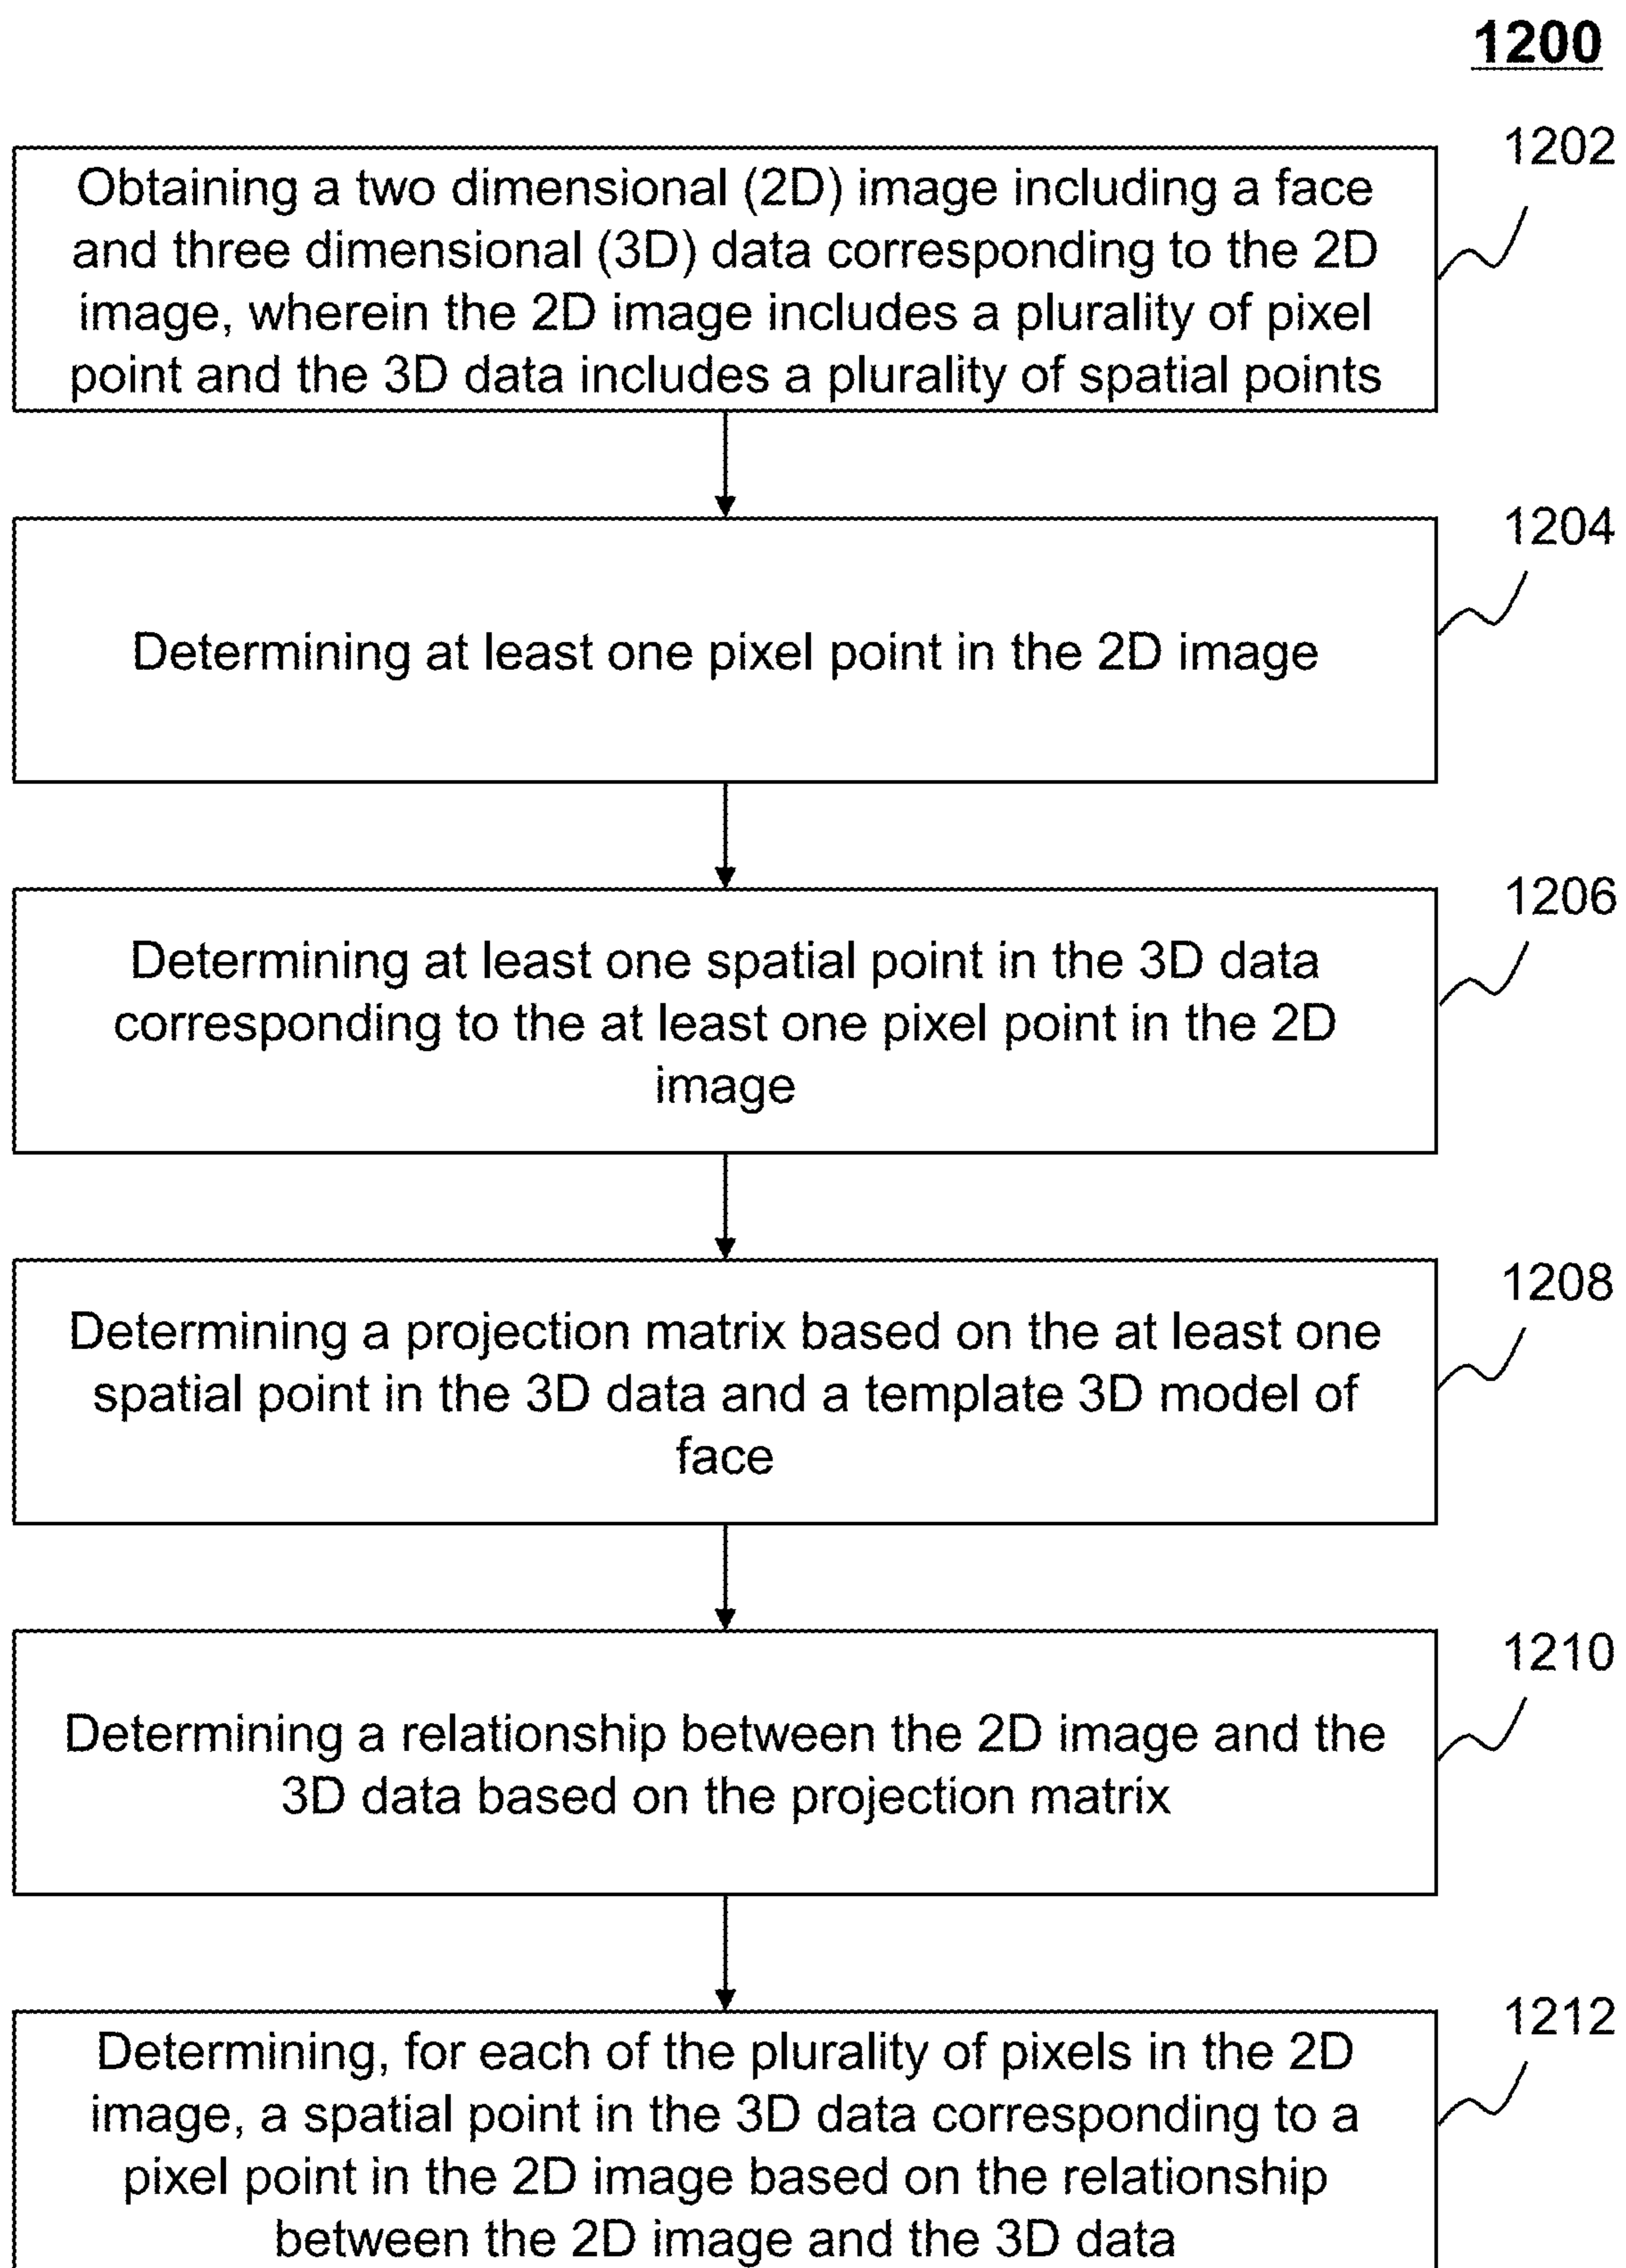 1200
1202
Obtaining a two dimensional (2D) image including a face
and three dimensional (3D) data corresponding to the 2D
image, wherein the 2D image includes a plurality of pixel
point and the 3D data includes a plurality of spatial points
1204
Determining at least one pixel point in the 2D image
1206
Determining at least one spatial point in the 3D data
corresponding to the at least one pixel point in the 2D
image
1208
Determining a projection matrix based on the at least one
spatial point in the 3D data and a template 3D model of
face
1210
Determining a relationship between the 2D image and the
3D data based on the projection matrix
1212
Determining, for each of the plurality of pixels in the 2D
image, a spatial point in the 3D data corresponding to a
pixel point in the 2D image based on the relationship
between the 2D image and the 3D data